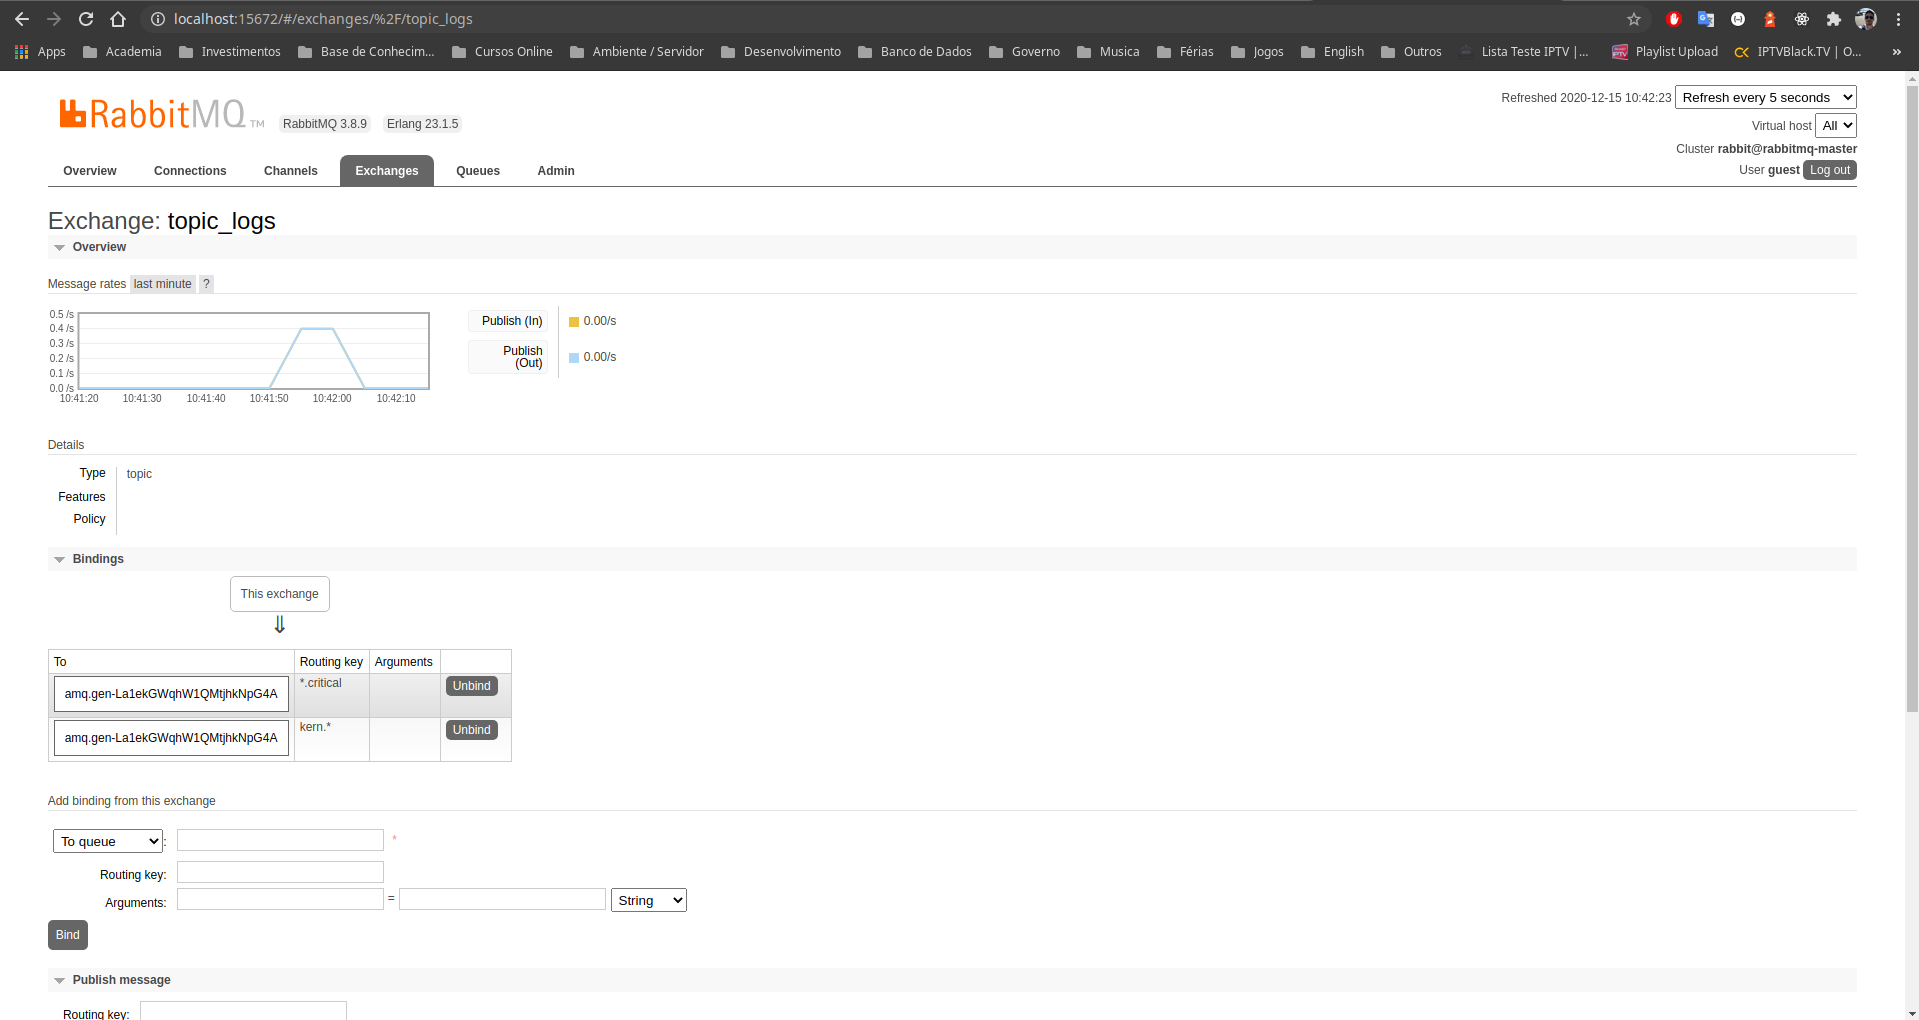 localhost:15672/#/exchanges/%2F/topic_logs
Apps Academia Investimentos Base de Conhecim... Cursos Online Ambiente / Servidor Desenvolvimento Banco de Dados Governo Musica Férias Jogos English Outros Lista Teste IPTV |... Playlist Upload IPTVBlack.TV | O... »
RabbitMQ TM RabbitMQ 3.8.9 Erlang 23.1.5
Refreshed 2020-12-15 10:42:23 Refresh every 5 seconds
Virtual host All
Cluster rabbit@rabbitmq-master
User guest Log out
Overview Connections Channels Exchanges Queues Admin
Exchange: topic_logs
Overview
Message rates last minute ?
0.5 /s
0.4 /s
0.3 /s
0.2 /s
0.1 /s
0.0 /s
10:41:20 10:41:30 10:41:40 10:41:50 10:42:00 10:42:10
Publish (In) 0.00/s
Publish
(Out) 0.00/s
Details
Type topic
Features
Policy
Bindings
This exchange
⇓
To Routing key Arguments
amq.gen-La1ekGWqhW1QMtjhkNpG4A *.critical Unbind
amq.gen-La1ekGWqhW1QMtjhkNpG4A kern.* Unbind
Add binding from this exchange
To queue : *
Routing key:
Arguments: = String
Bind
Publish message
Routing key: